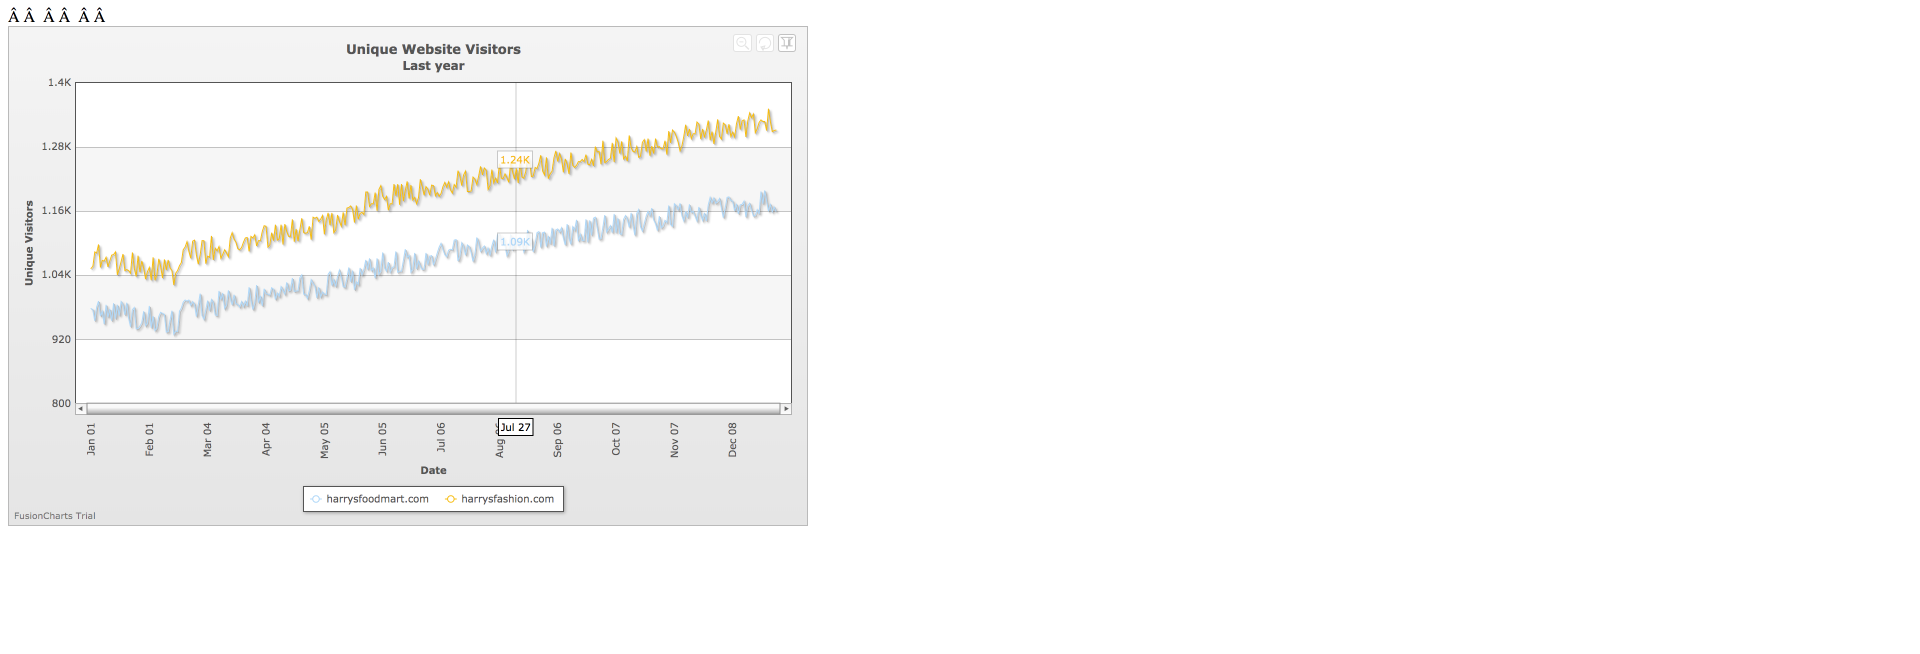 Â Â  Â Â  Â Â
Unique Website Visitors
Last year
1.4K
1.28K
1.16K
1.04K
920
800
Unique Visitors
1.24K
1.09K
Jan 01
Feb 01
Mar 04
Apr 04
May 05
Jun 05
Jul 06
Aug
Jul 27
Sep 06
Oct 07
Nov 07
Dec 08
Date
harrysfoodmart.com harrysfashion.com
FusionCharts Trial